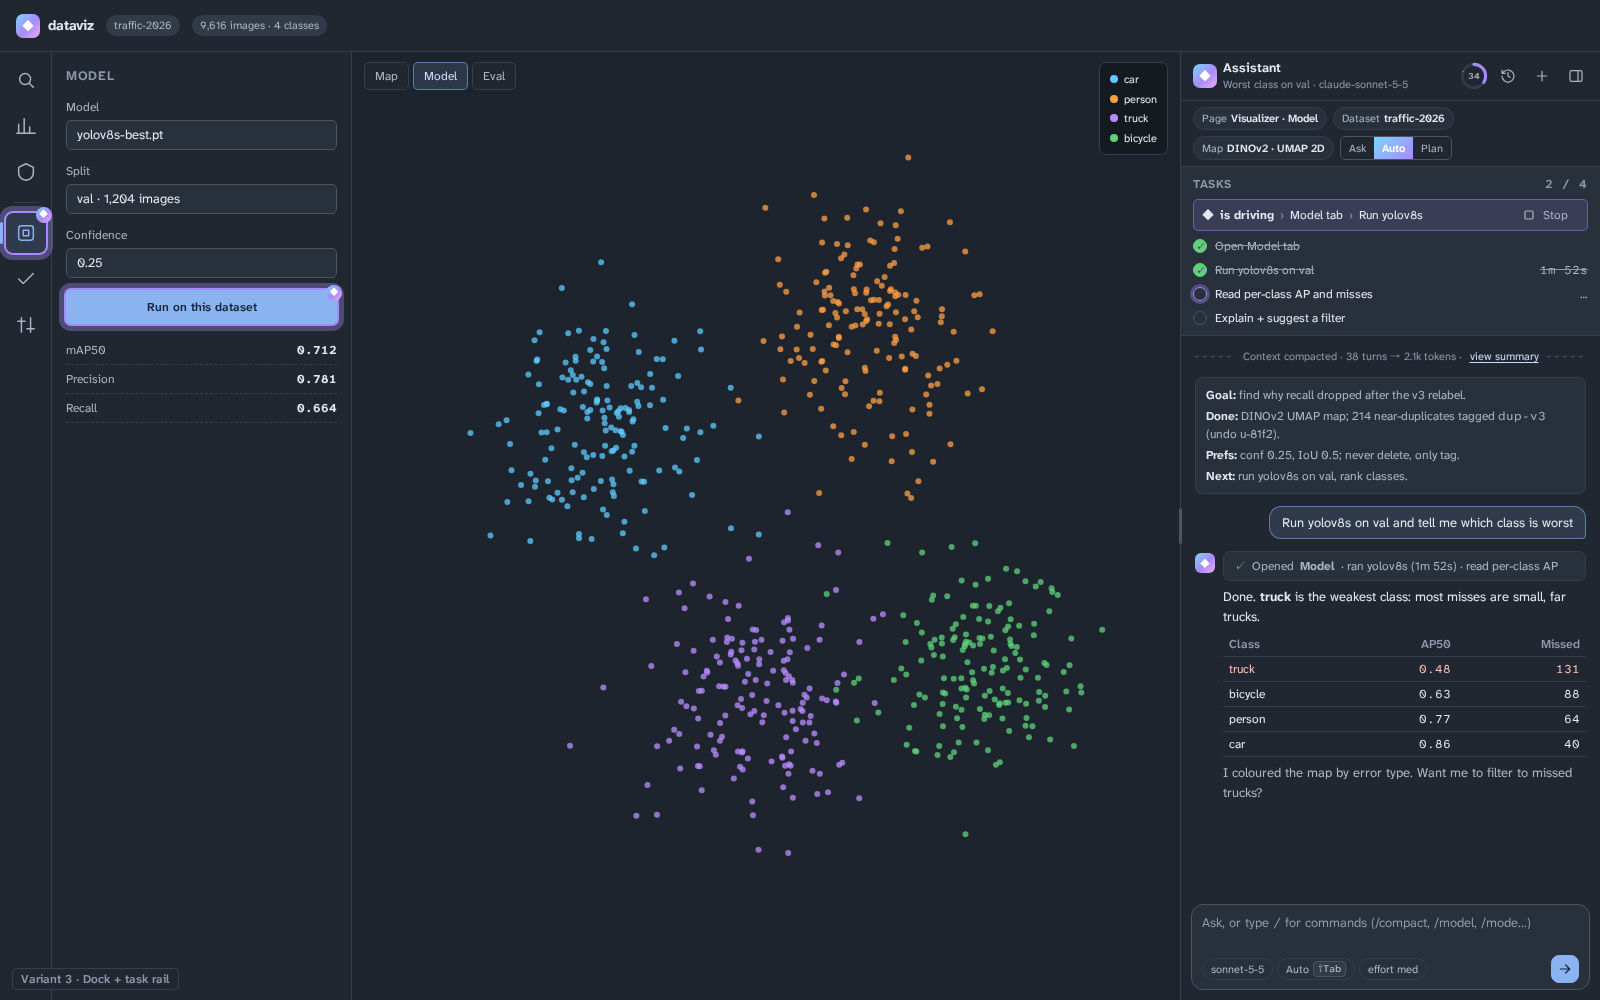 dataviz
traffic-2026
9,616 images · 4 classes
MODEL
Model
yolov8s-best.pt
Split
val · 1,204 images
Confidence
0.25
Run on this dataset
mAP50 0.712
Precision 0.781
Recall 0.664
Variant 3 · Dock + task rail
Map
Model
Eval
car
person
truck
bicycle
Assistant
Worst class on val · claude-sonnet-5-5
34
Page Visualizer · Model
Dataset traffic-2026
Map DINOv2 · UMAP 2D
Ask Auto Plan
TASKS 2 / 4
is driving › Model tab › Run yolov8s Stop
Open Model tab
Run yolov8s on val 1m 52s
Read per-class AP and misses …
Explain + suggest a filter
Context compacted · 38 turns → 2.1k tokens · view summary
Goal: find why recall dropped after the v3 relabel.
Done: DINOv2 UMAP map; 214 near-duplicates tagged dup-v3
(undo u-81f2).
Prefs: conf 0.25, IoU 0.5; never delete, only tag.
Next: run yolov8s on val, rank classes.
Run yolov8s on val and tell me which class is worst
✓ Opened Model · ran yolov8s (1m 52s) · read per-class AP
Done. truck is the weakest class: most misses are small, far
trucks.
Class AP50 Missed
truck 0.48 131
bicycle 0.63 88
person 0.77 64
car 0.86 40
I coloured the map by error type. Want me to filter to missed
trucks?
Ask, or type / for commands (/compact, /model, /mode…)
sonnet-5-5
Auto ⇧Tab
effort med